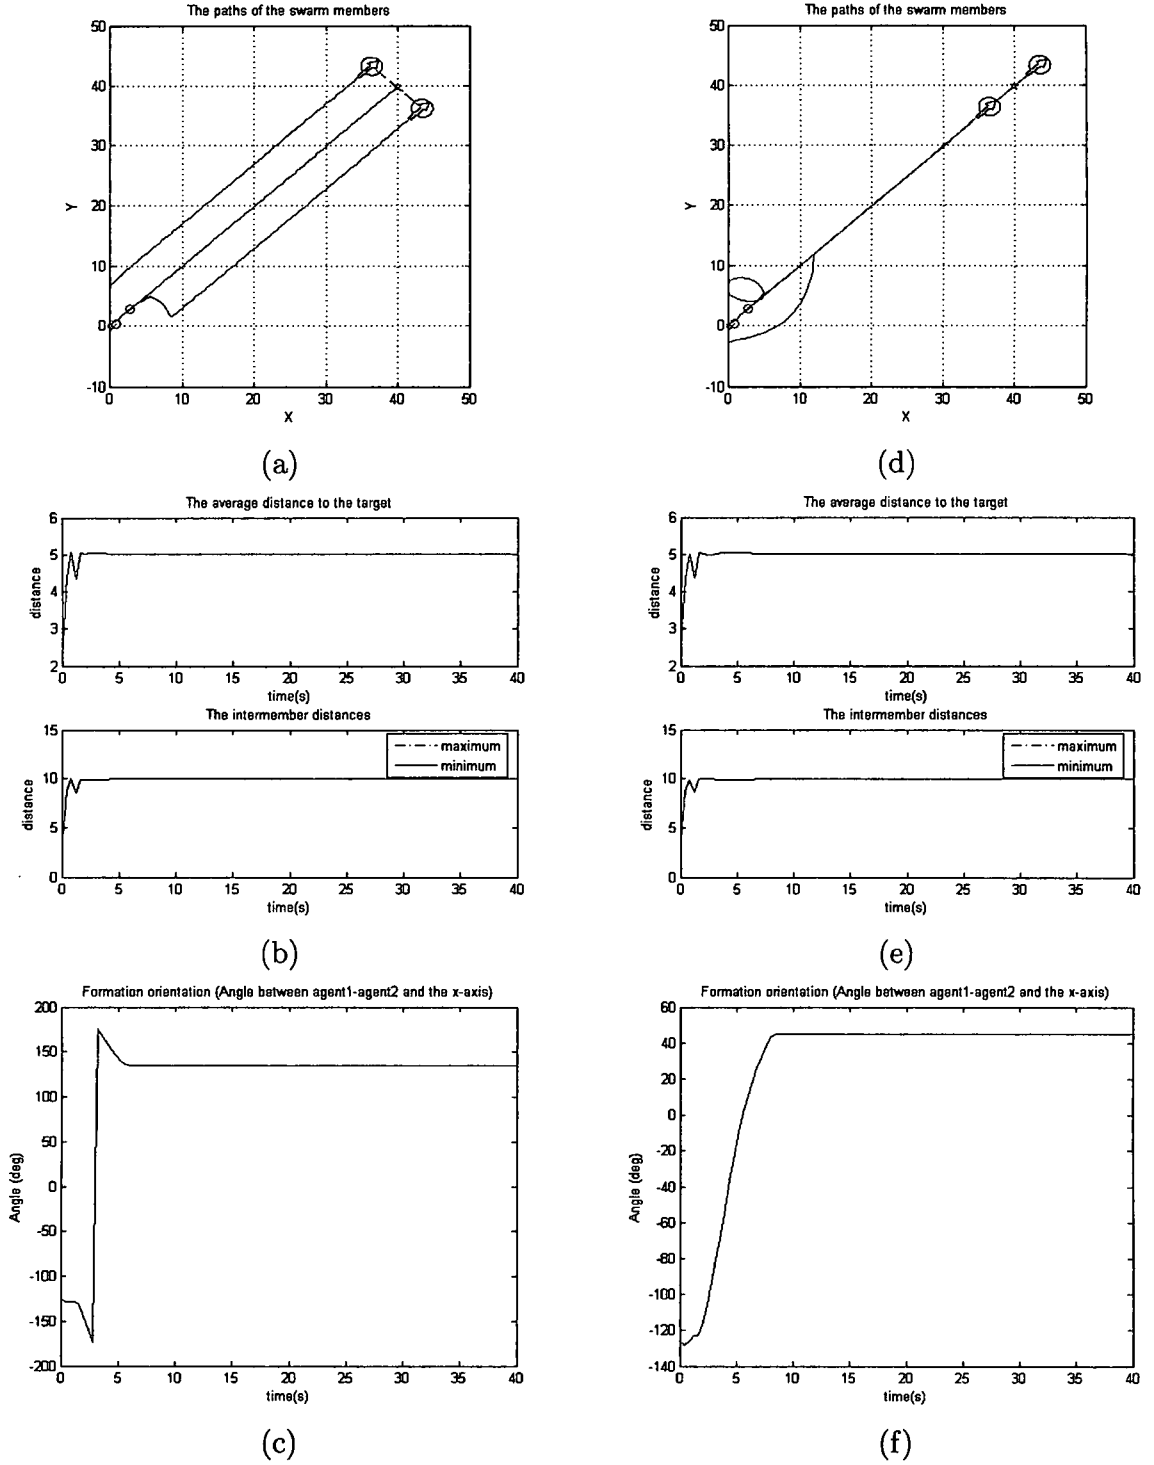 The paths of the swarm members
50
40
30
20
10
0
-10
Y
0 10 20 30 40 50
X
(a)
The paths of the swarm members
50
40
30
20
10
0
-10
Y
0 10 20 30 40 50
X
(d)
The average distance to the target
6
5
4
3
2
distance
0 5 10 15 20 25 30 35 40
time(s)
The intermember distances
15
10
5
0
distance
maximum
minimum
0 5 10 15 20 25 30 35 40
time(s)
(b)
The average distance to the target
6
5
4
3
2
distance
0 5 10 15 20 25 30 35 40
time(s)
The intermember distances
15
10
5
0
distance
maximum
minimum
0 5 10 15 20 25 30 35 40
time(s)
(e)
Formation orientation (Angle between agent1-agent2 and the x-axis)
200
150
100
50
0
-50
-100
-150
-200
Angle (deg)
0 5 10 15 20 25 30 35 40
time(s)
(c)
Formation orientation (Angle between agent1-agent2 and the x-axis)
60
40
20
0
-20
-40
-60
-80
-100
-120
-140
Angle (deg)
0 5 10 15 20 25 30 35 40
time(s)
(f)